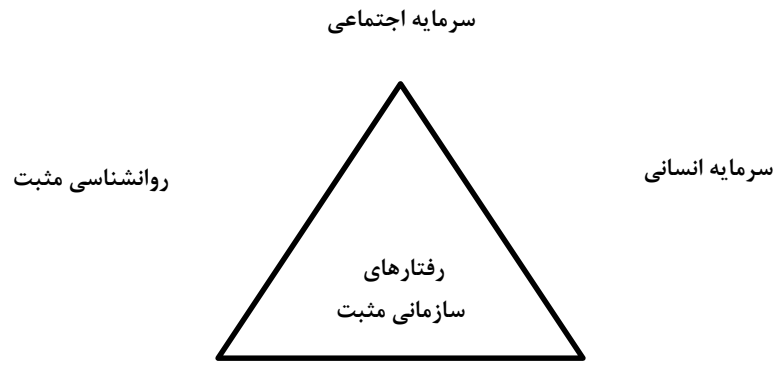 سرمایه اجتماعی
سرمایه انسانی
روانشناسی مثبت
رفتارهای
سازمانی مثبت